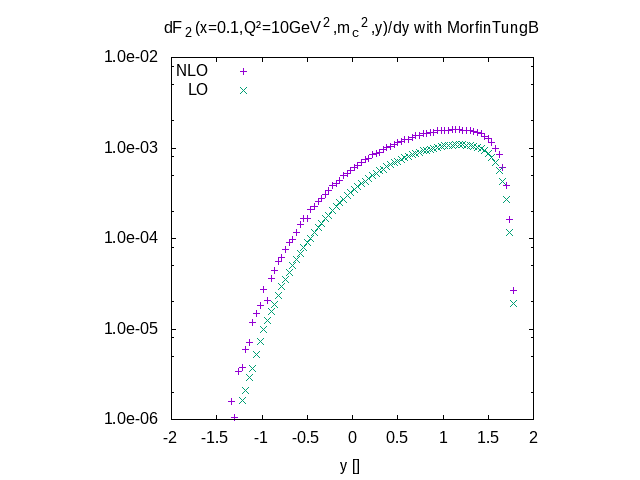 dF₂(x=0.1,Q²=10GeV²,m_c²,y)/dy with MorfinTungB
1.0e-02
NLO
LO
1.0e-03
1.0e-04
1.0e-05
1.0e-06
-2 -1.5 -1 -0.5 0 0.5 1 1.5 2
y []